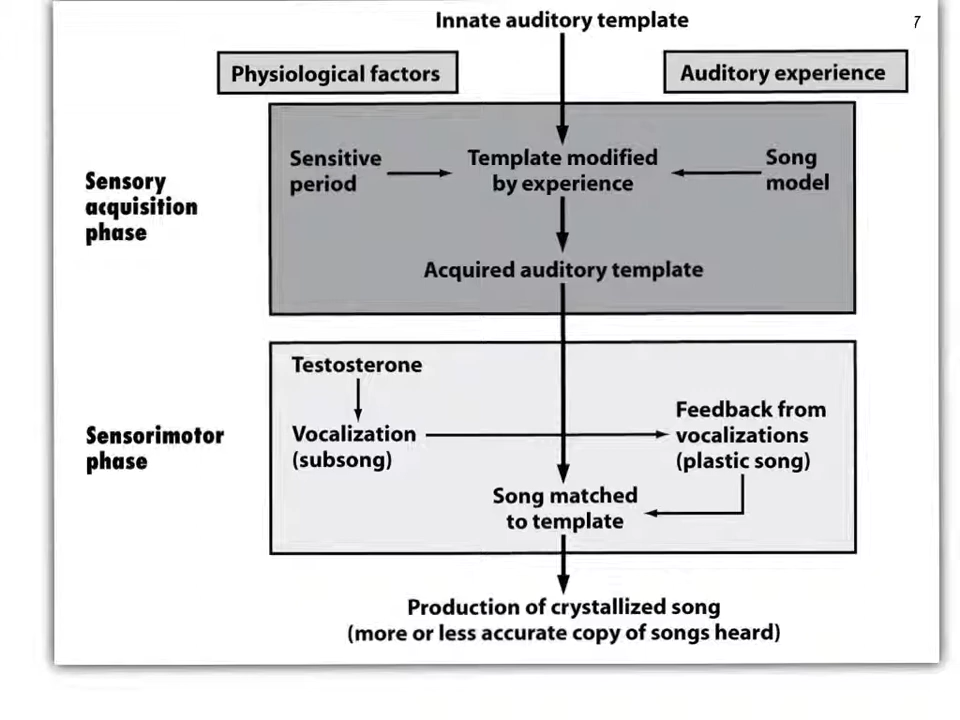 Innate auditory template
7
Physiological factors
Auditory experience
Sensory
acquisition
phase
Sensitive
period
Template modified
by experience
Song
model
Acquired auditory template
Sensorimotor
phase
Testosterone
Vocalization
(subsong)
Feedback from
vocalizations
(plastic song)
Song matched
to template
Production of crystallized song
(more or less accurate copy of songs heard)